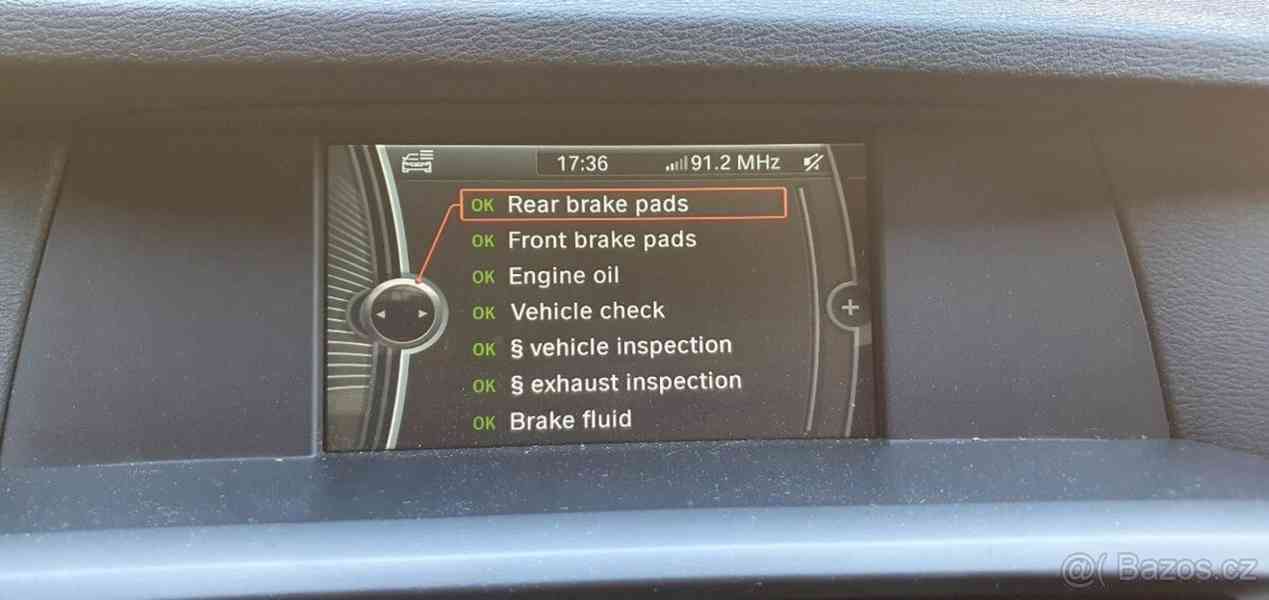 17:36 91.2 MHz
OK Rear brake pads
OK Front brake pads
OK Engine oil
OK Vehicle check
OK § vehicle inspection
OK § exhaust inspection
OK Brake fluid
@( Bazos.cz